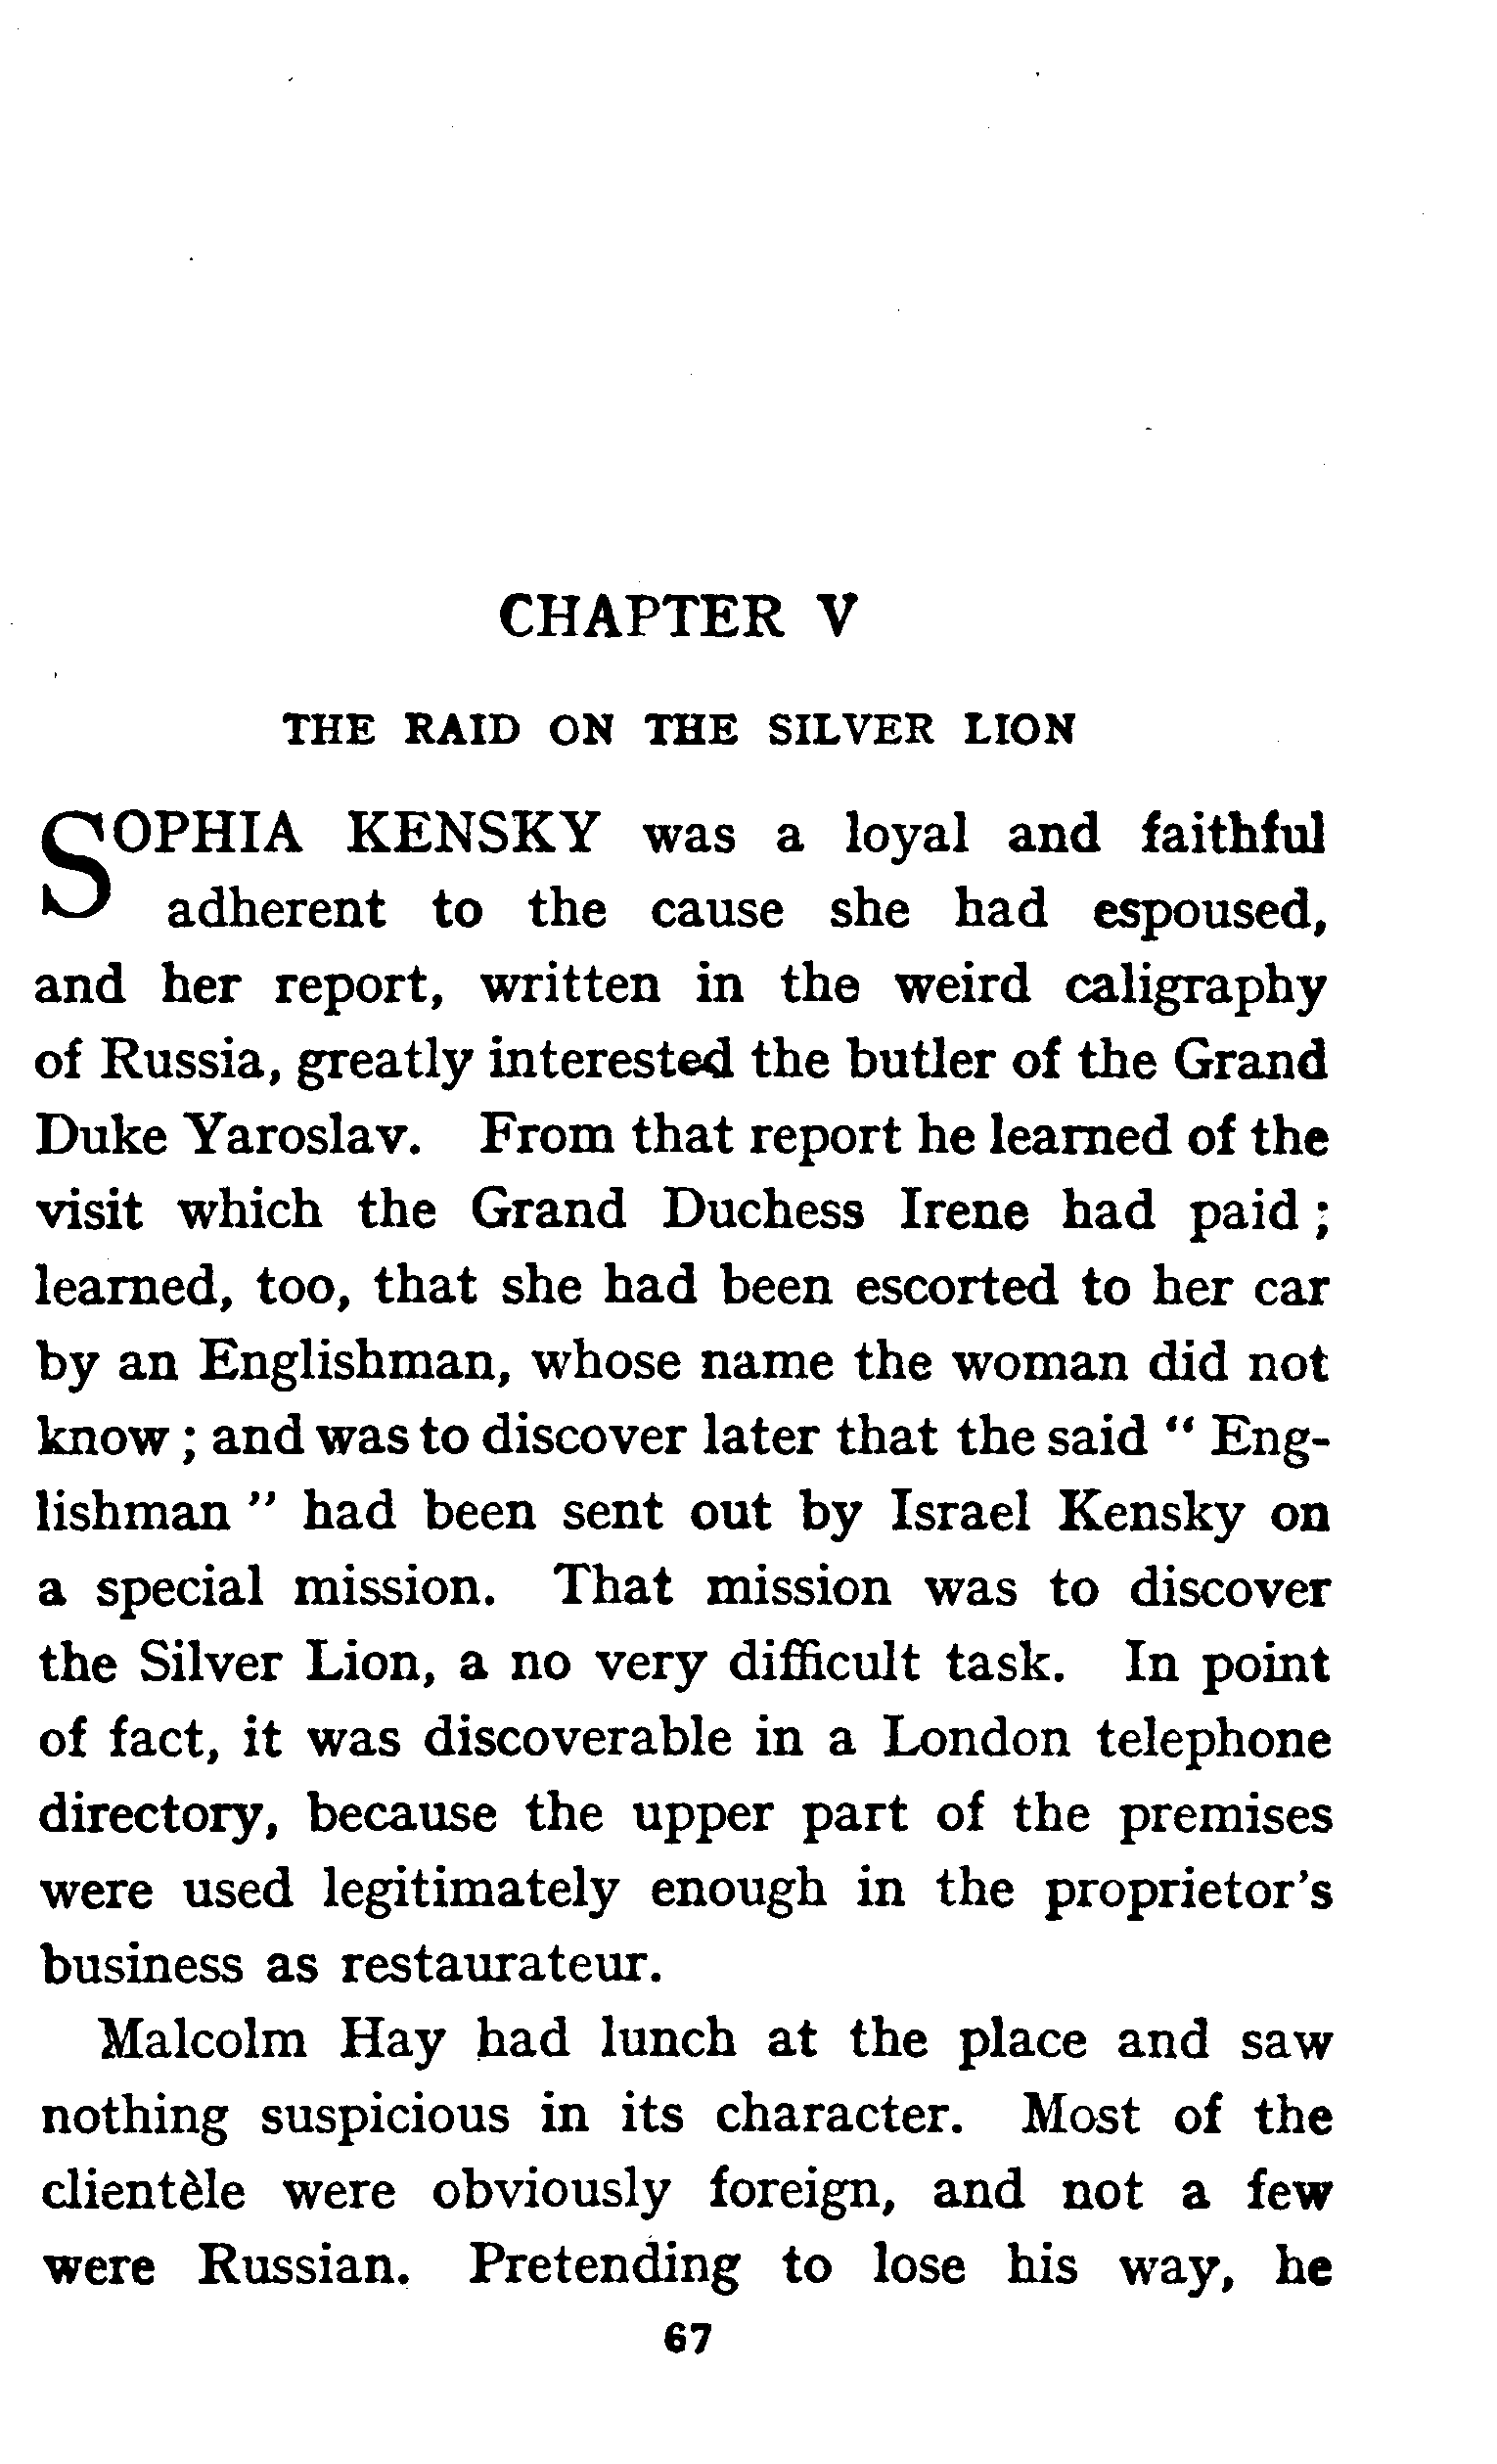 CHAPTER V
THE RAID ON THE SILVER LION
SOPHIA KENSKY was a loyal and faithful
adherent to the cause she had espoused,
and her report, written in the weird caligraphy
of Russia, greatly interested the butler of the Grand
Duke Yaroslav. From that report he learned of the
visit which the Grand Duchess Irene had paid ;
learned, too, that she had been escorted to her car
by an Englishman, whose name the woman did not
know ; and was to discover later that the said “ Eng-
lishman ” had been sent out by Israel Kensky on
a special mission. That mission was to discover
the Silver Lion, a no very difficult task. In point
of fact, it was discoverable in a London telephone
directory, because the upper part of the premises
were used legitimately enough in the proprietor's
business as restaurateur.
Malcolm Hay had lunch at the place and saw
nothing suspicious in its character. Most of the
clientèle were obviously foreign, and not a few
were Russian. Pretending to lose his way, he
67